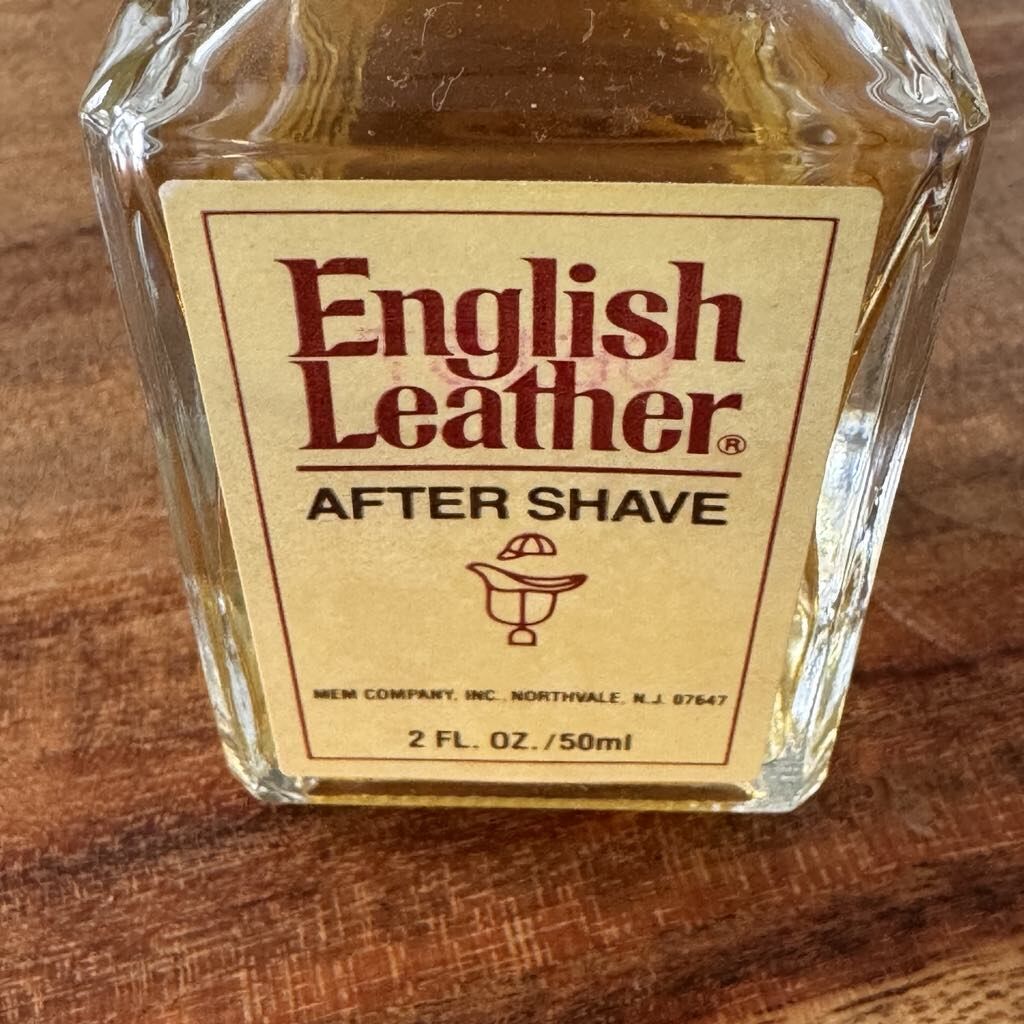 English
Leather®
AFTER SHAVE
MEM COMPANY, INC., NORTHVALE, N.J. 07647
2 FL. OZ./50ml